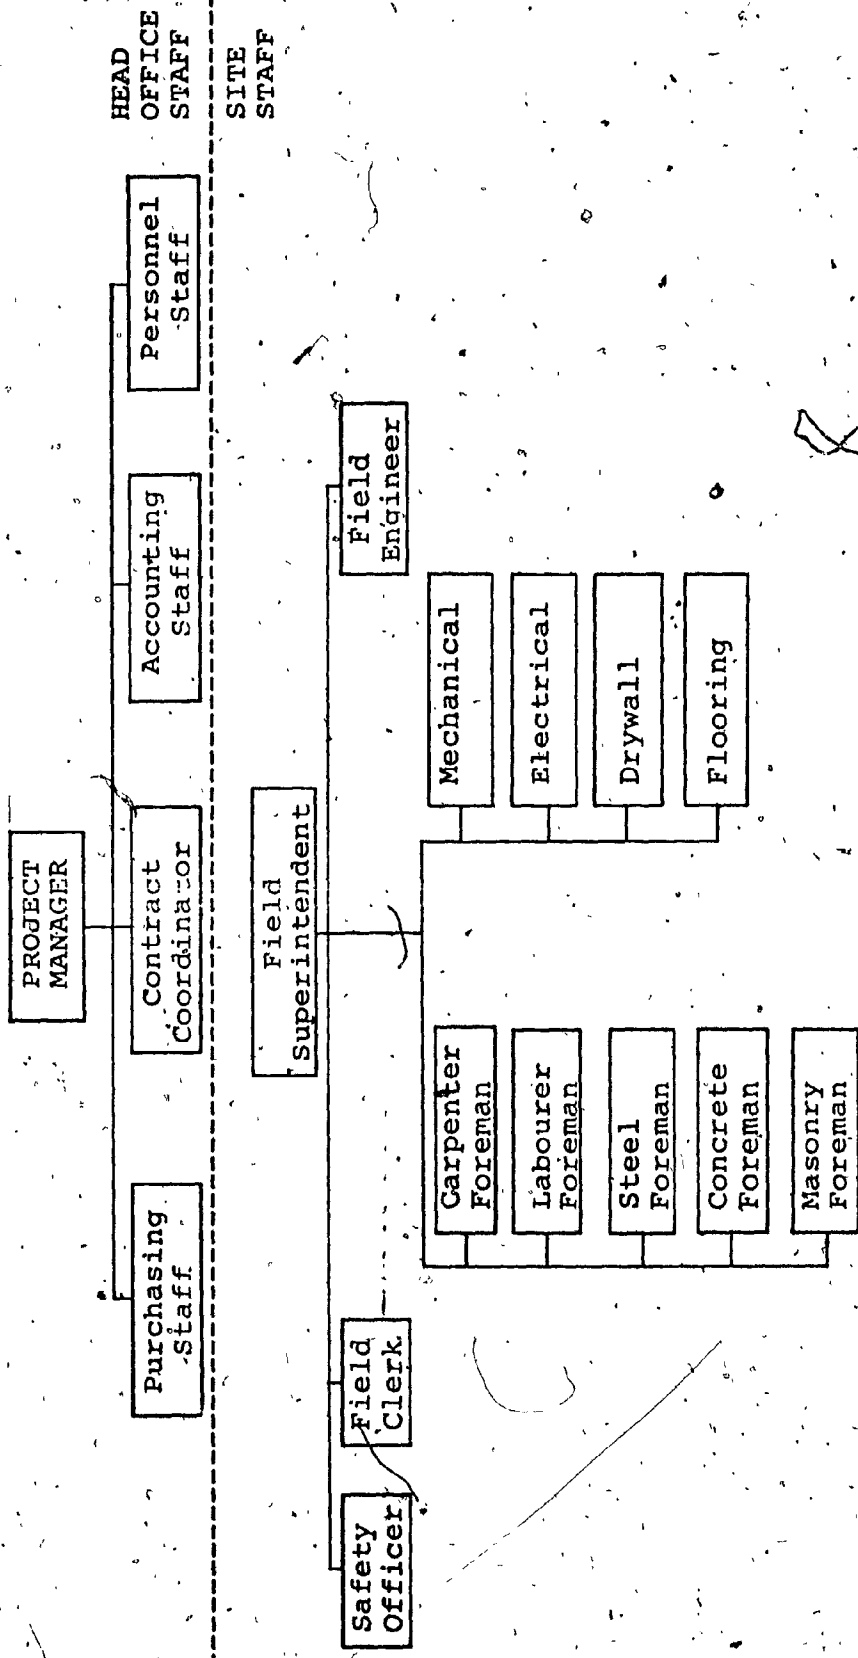 PROJECT
MANAGER
HEAD
OFFICE
STAFF
Purchasing
Staff
Contract
Coordinator
Accounting
Staff
Personnel
Staff
SITE
STAFF
Field
Superintendent
Safety
Officer
Field
Clerk
Field
Engineer
Carpenter
Foreman
Labourer
Foreman
Steel
Foreman
Concrete
Foreman
Masonry
Foreman
Mechanical
Electrical
Drywall
Flooring